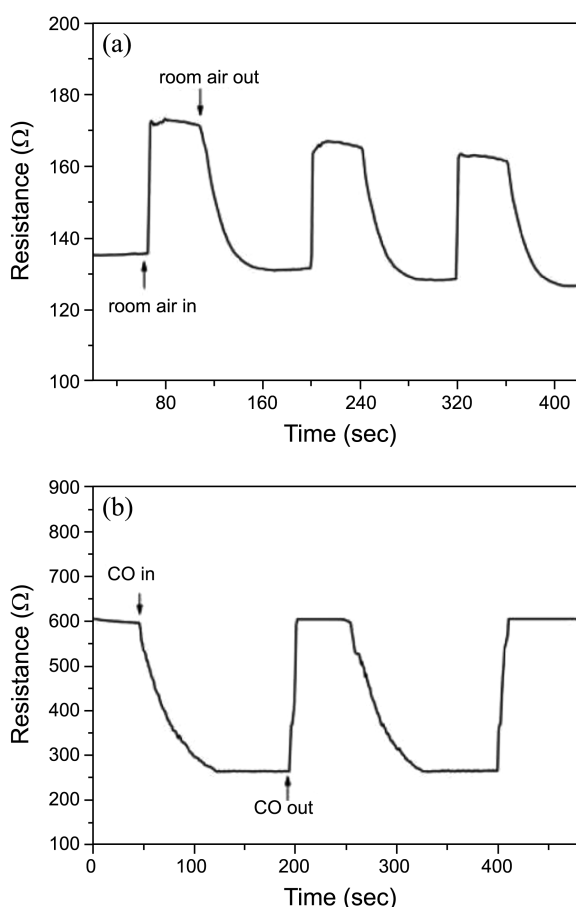 (a)
200
180
160
140
120
100
Resistance (Ω)
room air out
room air in
80
160
240
320
400
Time (sec)
(b)
900
800
700
600
500
400
300
200
100
Resistance (Ω)
CO in
CO out
0
100
200
300
400
Time (sec)